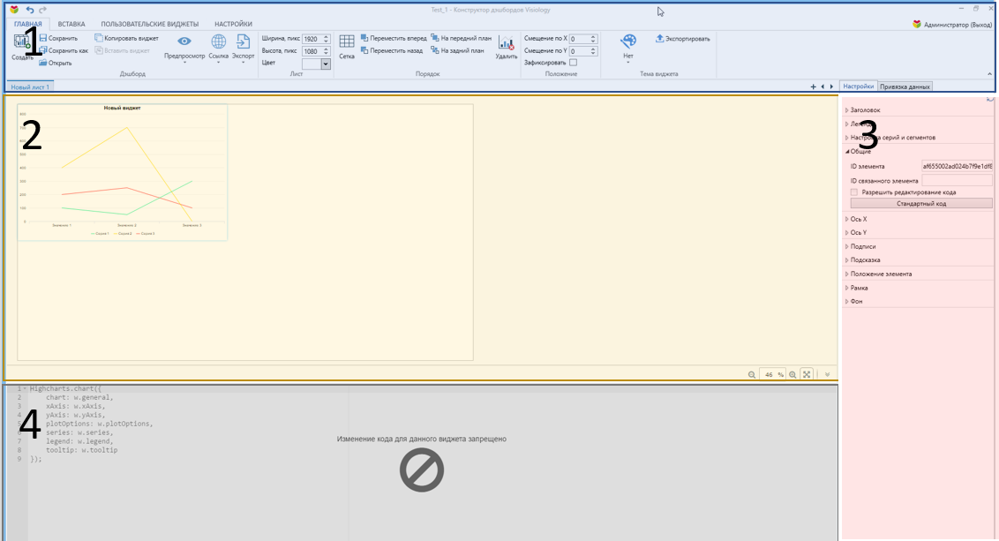 Test_1 - Конструктор дэшбордов Visiology
ГЛАВНАЯ ВСТАВКА ПОЛЬЗОВАТЕЛЬСКИЕ ВИДЖЕТЫ НАСТРОЙКИ
Администратор (Выход)
1
Создать
Сохранить
Сохранить как
Открыть
Копировать виджет
Вставить виджет
Предпросмотр Ссылка Экспорт
Дэшборд
Ширина, пикс 1920
Высота, пикс 1080
Цвет
Лист
Сетка
Переместить вперед На передний план
Переместить назад На задний план
Удалить
Порядок
Смещение по X 0
Смещение по Y 0
Зафиксировать
Положение
Нет
Экспортировать
Тема виджета
Новый лист 1
Настройки Привязка данных
2
Новый виджет
800
600
500
400
300
200
100
0
Значение 1 Значение 2 Значение 3
Серия 1 Серия 2 Серия 3
46 %
3
Заголовок
Легенда
Настройка серий и сегментов
Общие
ID элемента af655002ad024b7f9e1df8
ID связанного элемента
Разрешить редактирование кода
Стандартный код
Ось X
Ось Y
Подписи
Подсказка
Положение элемента
Рамка
Фон
4
1 Highcharts.chart({
2 chart: w.general,
3 xAxis: w.xAxis,
4 yAxis: w.yAxis,
5 plotOptions: w.plotOptions,
6 series: w.series,
7 legend: w.legend,
8 tooltip: w.tooltip
9 });
Изменение кода для данного виджета запрещено